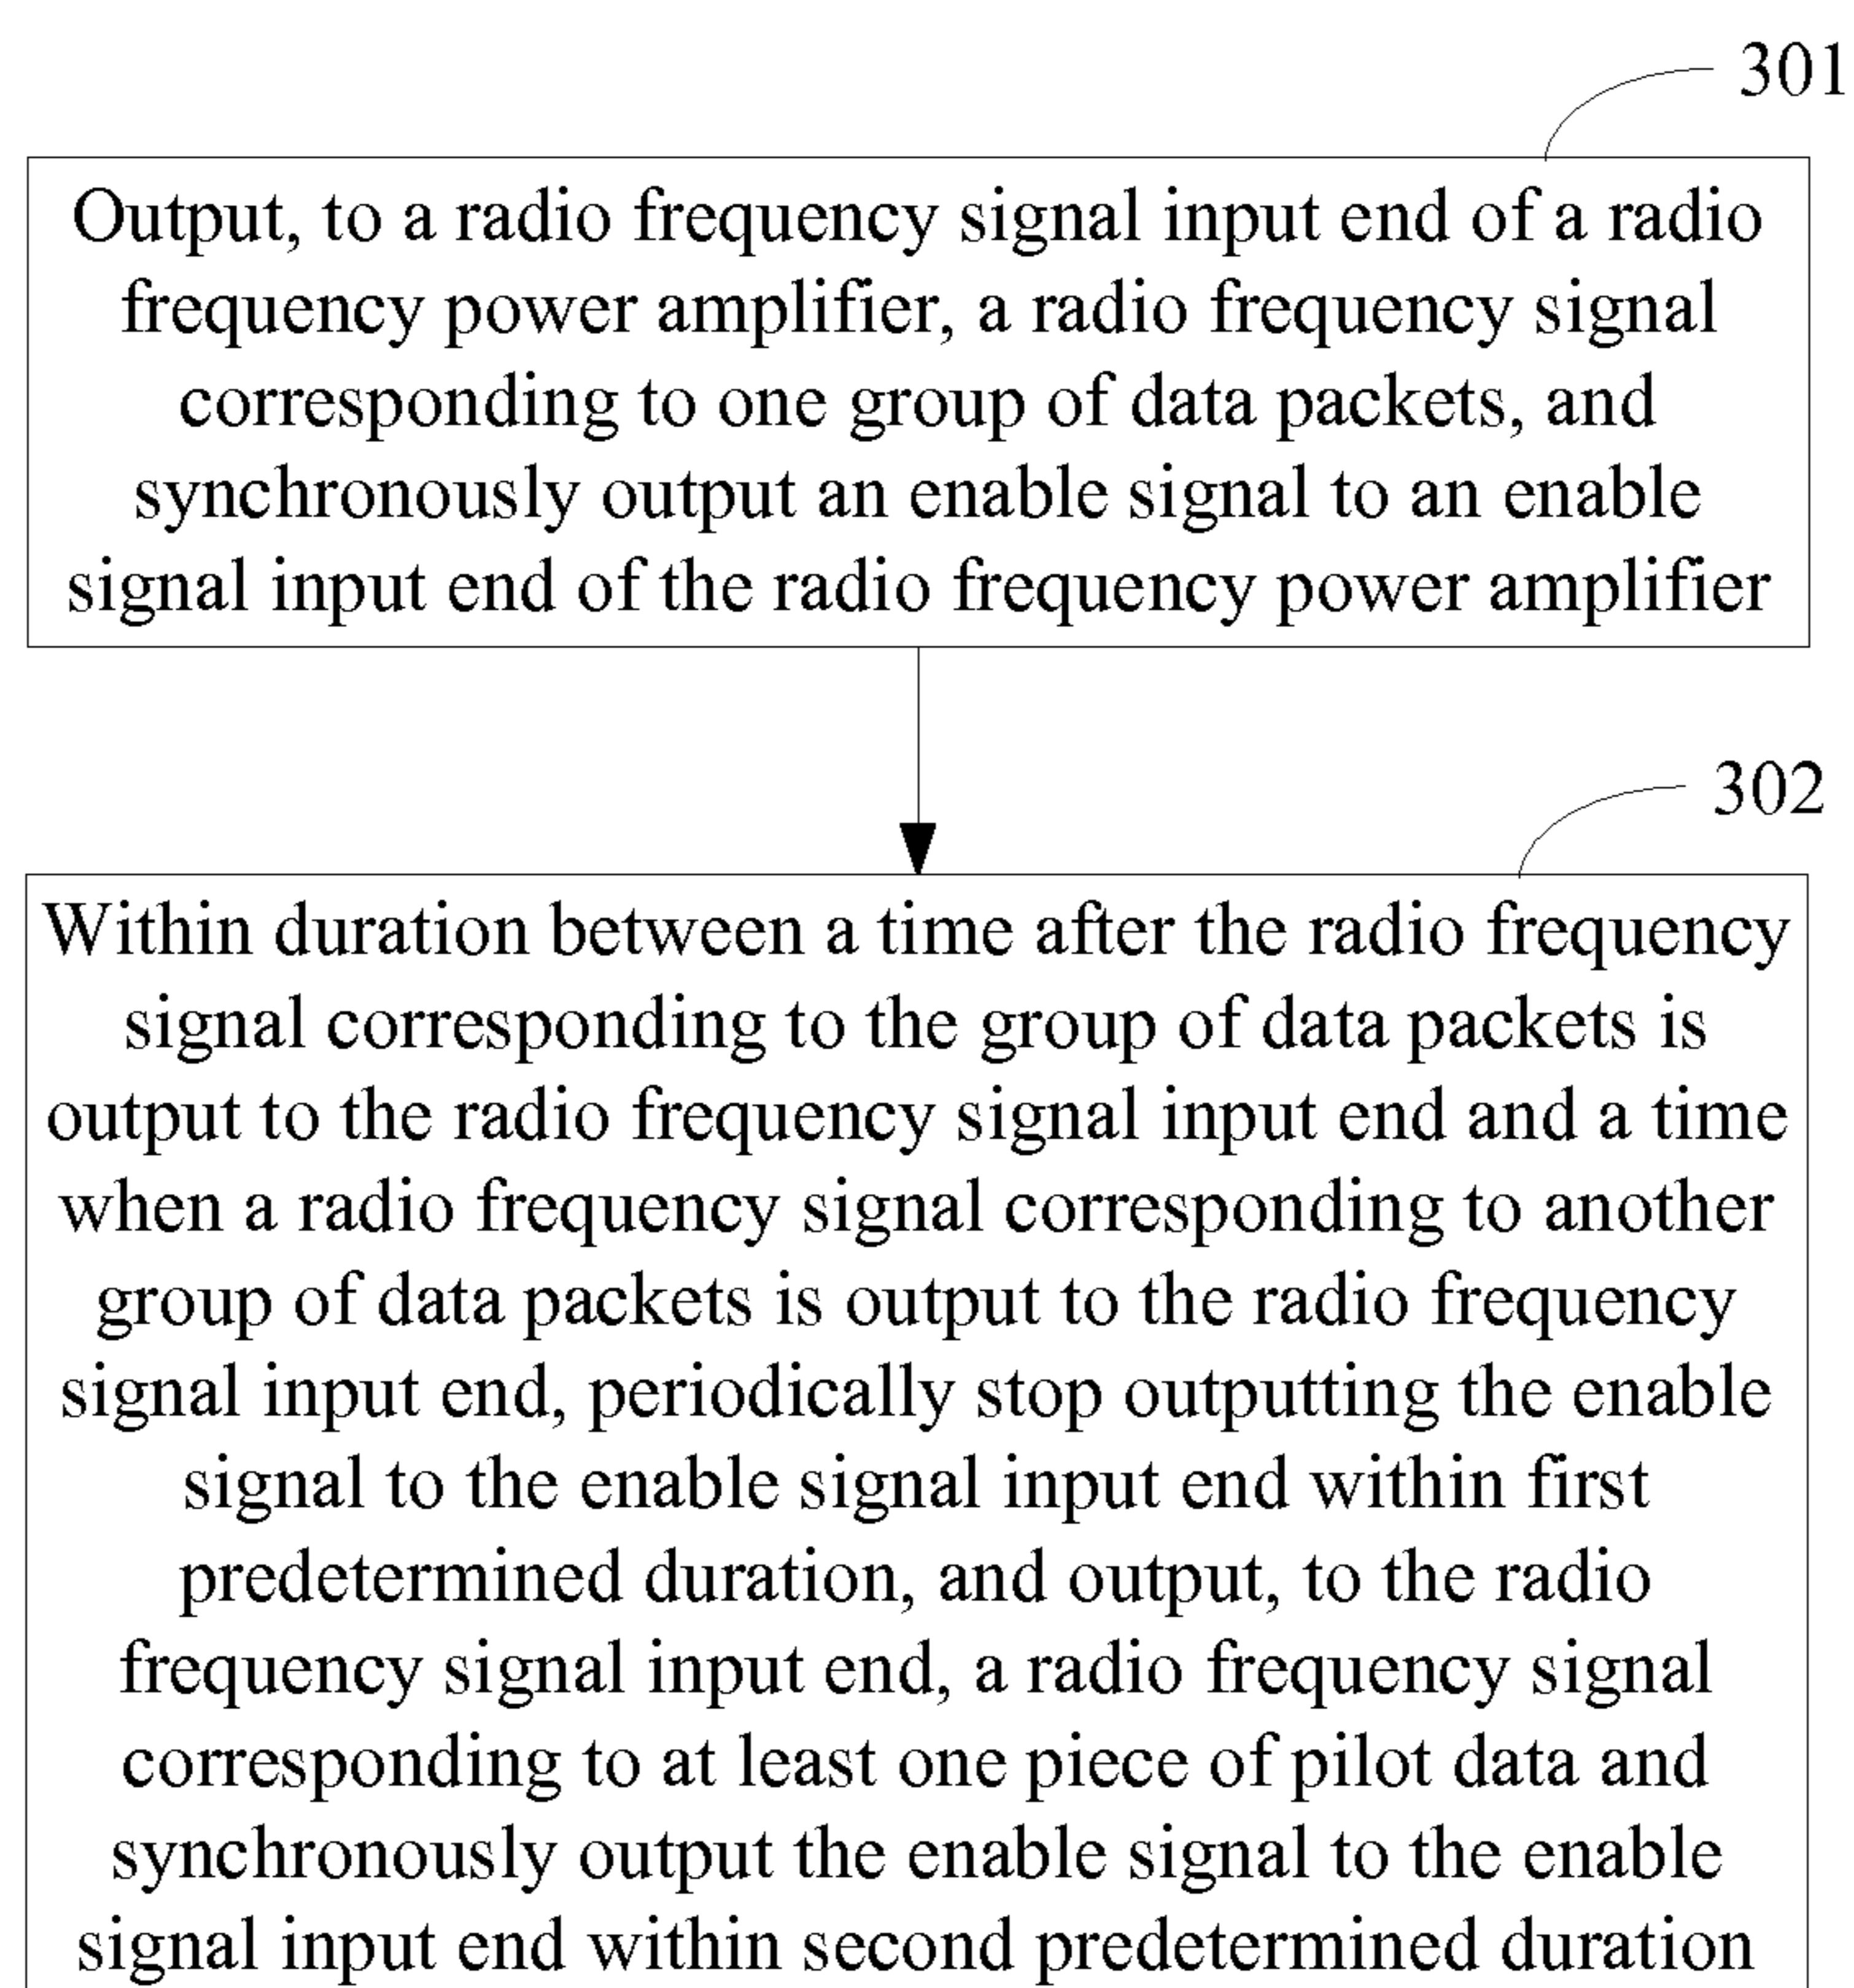 301
Output, to a radio frequency signal input end of a radio
frequency power amplifier, a radio frequency signal
corresponding to one group of data packets, and
synchronously output an enable signal to an enable
signal input end of the radio frequency power amplifier
302
Within duration between a time after the radio frequency
signal corresponding to the group of data packets is
output to the radio frequency signal input end and a time
when a radio frequency signal corresponding to another
group of data packets is output to the radio frequency
signal input end, periodically stop outputting the enable
signal to the enable signal input end within first
predetermined duration, and output, to the radio
frequency signal input end, a radio frequency signal
corresponding to at least one piece of pilot data and
synchronously output the enable signal to the enable
signal input end within second predetermined duration